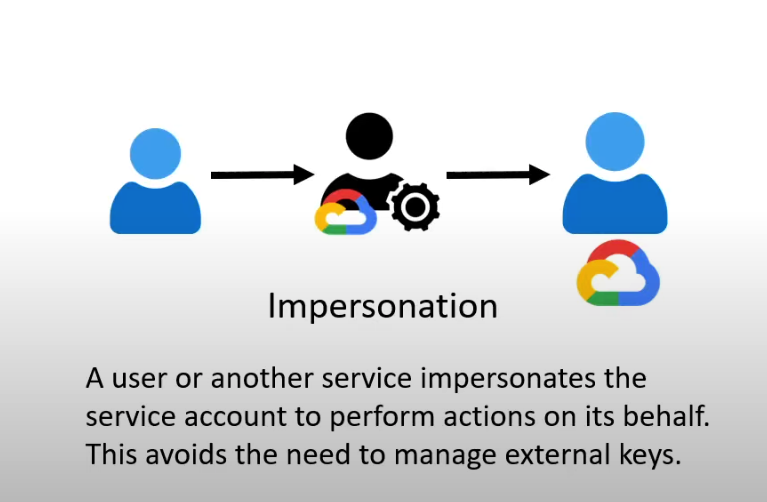 Impersonation
A user or another service impersonates the
service account to perform actions on its behalf.
This avoids the need to manage external keys.